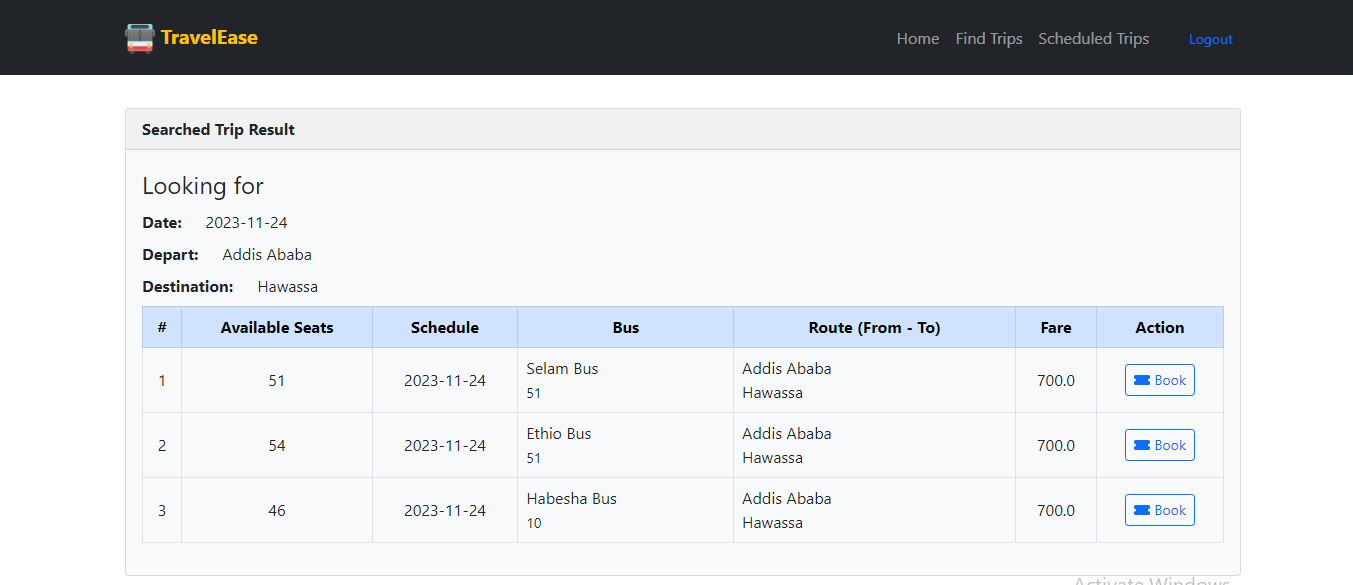 TravelEase
Home Find Trips Scheduled Trips Logout
Searched Trip Result
Looking for
Date: 2023-11-24
Depart: Addis Ababa
Destination: Hawassa
# Available Seats Schedule Bus Route (From - To) Fare Action
1 51 2023-11-24 Selam Bus 51 Addis Ababa Hawassa 700.0 Book
2 54 2023-11-24 Ethio Bus 51 Addis Ababa Hawassa 700.0 Book
3 46 2023-11-24 Habesha Bus 10 Addis Ababa Hawassa 700.0 Book
Activate Windows